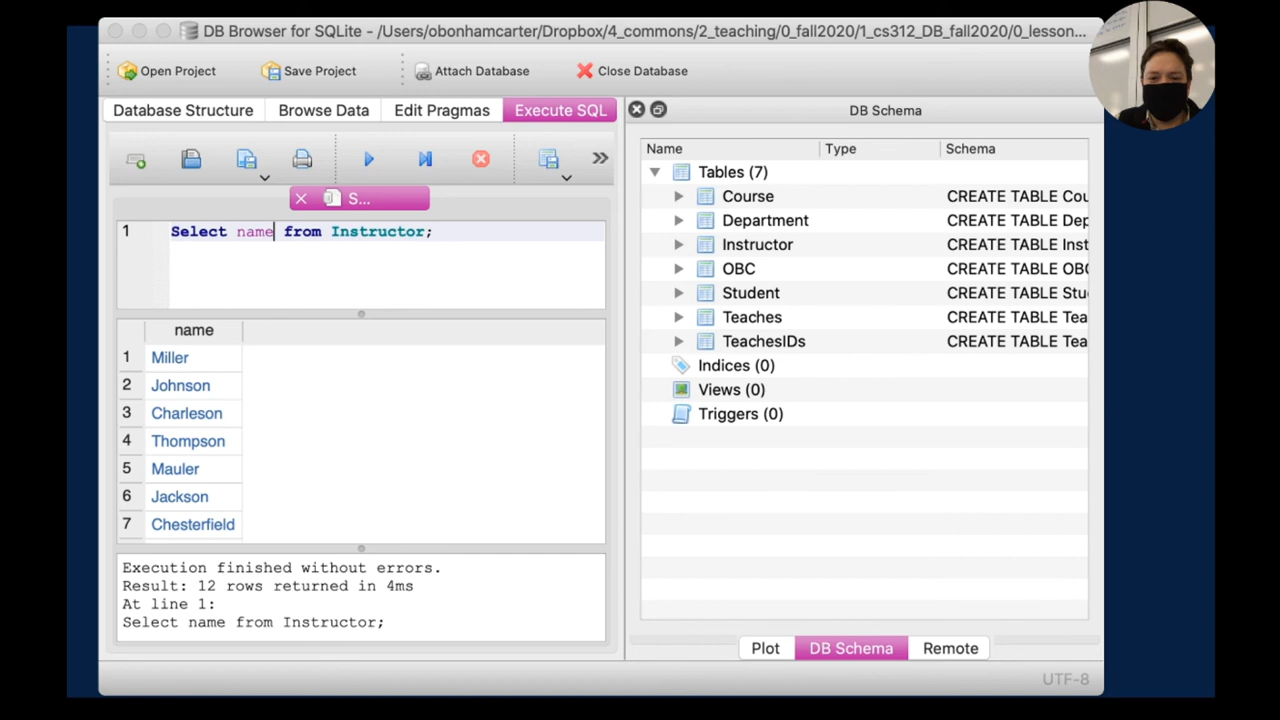 DB Browser for SQLite - /Users/obonhamcarter/Dropbox/4_commons/2_teaching/0_fall2020/1_cs312_DB_fall2020/0_lesson...
Open Project Save Project Attach Database Close Database
Database Structure Browse Data Edit Pragmas Execute SQL
S...
1 Select name from Instructor;
name
1 Miller
2 Johnson
3 Charleson
4 Thompson
5 Mauler
6 Jackson
7 Chesterfield
Execution finished without errors.
Result: 12 rows returned in 4ms
At line 1:
Select name from Instructor;
DB Schema
Name Type Schema
Tables (7)
Course CREATE TABLE Cou
Department CREATE TABLE Dep
Instructor CREATE TABLE Inst
OBC CREATE TABLE OBC
Student CREATE TABLE Stu
Teaches CREATE TABLE Tea
TeachesIDs CREATE TABLE Tea
Indices (0)
Views (0)
Triggers (0)
Plot DB Schema Remote
UTF-8